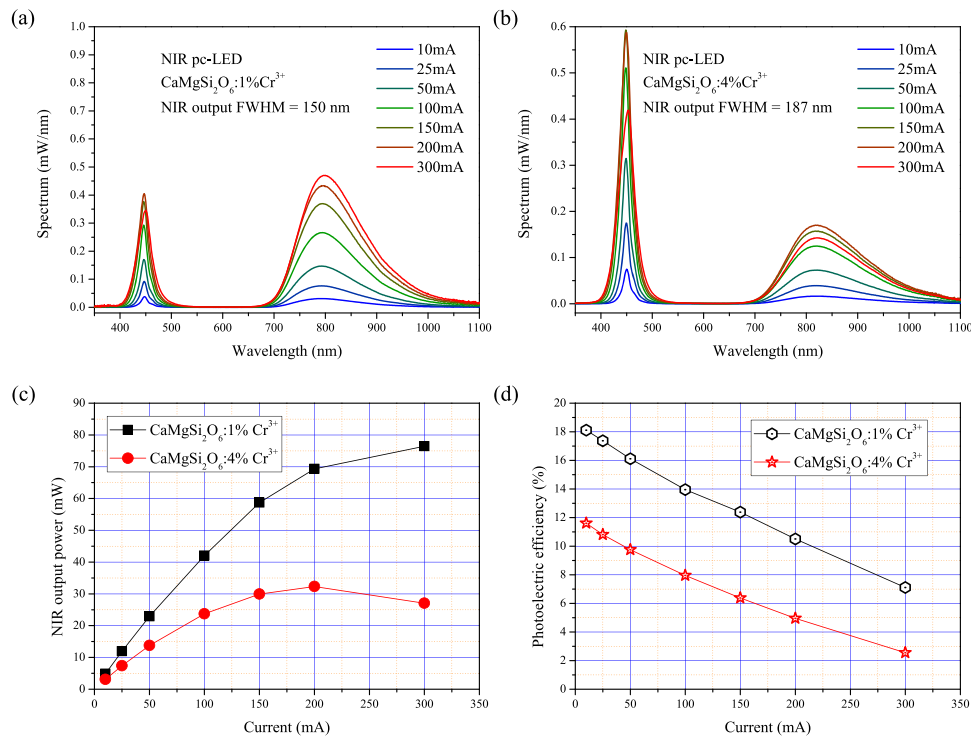 (a)
NIR pc-LED
CaMgSi₂O₆:1%Cr³⁺
NIR output FWHM = 150 nm
10mA
25mA
50mA
100mA
150mA
200mA
300mA
1.0
0.9
0.8
0.7
0.6
0.5
0.4
0.3
0.2
0.1
0.0
Spectrum (mW/nm)
400 500 600 700 800 900 1000 1100
Wavelength (nm)
(b)
NIR pc-LED
CaMgSi₂O₆:4%Cr³⁺
NIR output FWHM = 187 nm
10mA
25mA
50mA
100mA
150mA
200mA
300mA
0.6
0.5
0.4
0.3
0.2
0.1
0.0
Spectrum (mW/nm)
400 500 600 700 800 900 1000 1100
Wavelength (nm)
(c)
CaMgSi₂O₆:1% Cr³⁺
CaMgSi₂O₆:4% Cr³⁺
90
80
70
60
50
40
30
20
10
0
NIR output power (mW)
0 50 100 150 200 250 300 350
Current (mA)
(d)
CaMgSi₂O₆:1% Cr³⁺
CaMgSi₂O₆:4% Cr³⁺
20
18
16
14
12
10
8
6
4
2
0
Photoelectric efficiency (%)
0 50 100 150 200 250 300 350
Current (mA)